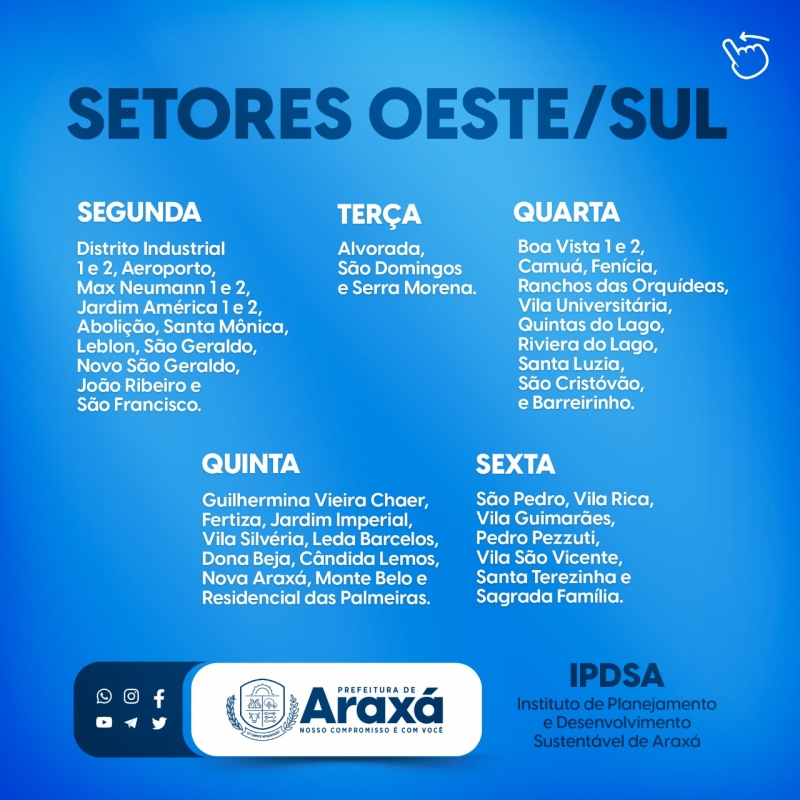 SETORES OESTE/SUL
SEGUNDA
Distrito Industrial
1 e 2, Aeroporto,
Max Neumann 1 e 2,
Jardim América 1 e 2,
Abolição, Santa Mônica,
Leblon, São Geraldo,
Novo São Geraldo,
João Ribeiro e
São Francisco.
TERÇA
Alvorada,
São Domingos
e Serra Morena.
QUARTA
Boa Vista 1 e 2,
Camuá, Fenícia,
Ranchos das Orquídeas,
Vila Universitária,
Quintas do Lago,
Riviera do Lago,
Santa Luzia,
São Cristóvão,
e Barreirinho.
QUINTA
Guilhermina Vieira Chaer,
Fertiza, Jardim Imperial,
Vila Silvéria, Leda Barcelos,
Dona Beja, Cândida Lemos,
Nova Araxá, Monte Belo e
Residencial das Palmeiras.
SEXTA
São Pedro, Vila Rica,
Vila Guimarães,
Pedro Pezzuti,
Vila São Vicente,
Santa Terezinha e
Sagrada Família.
PREFEITURA DE
Araxá
NOSSO COMPROMISSO É COM VOCÊ
IPDSA
Instituto de Planejamento
e Desenvolvimento
Sustentável de Araxá